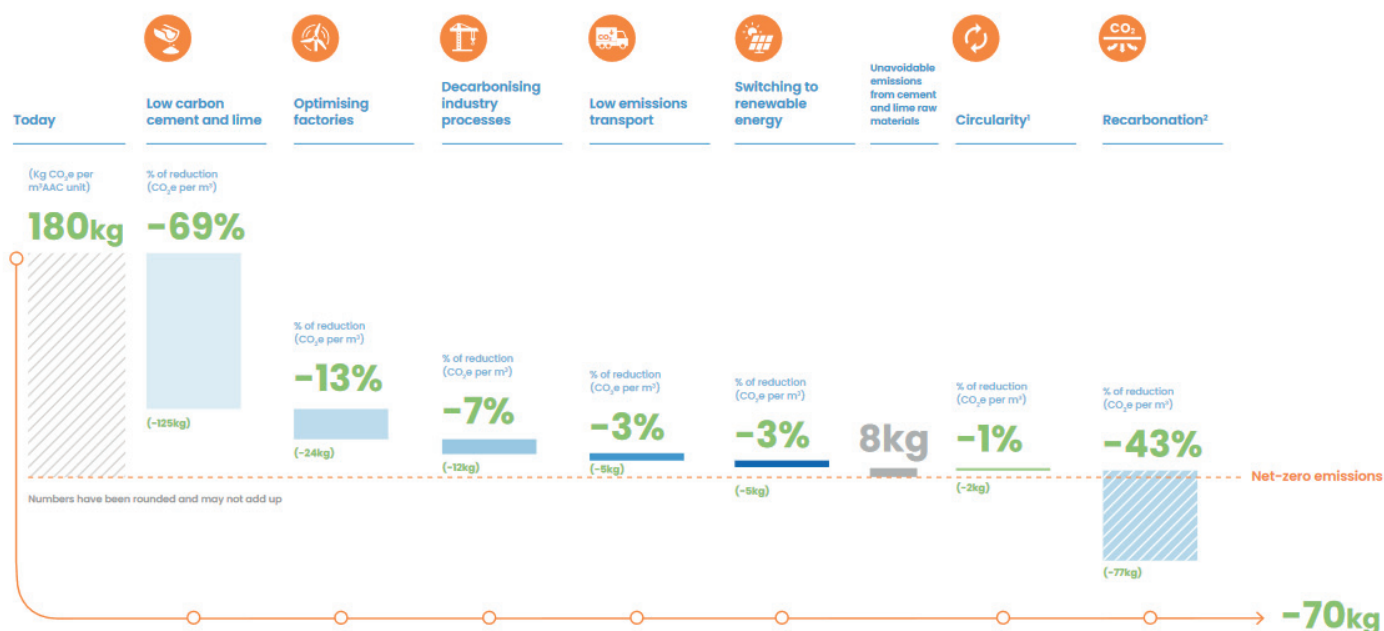 CO₂
CO₂
Today
Low carbon
cement and lime
Optimising
factories
Decarbonising
industry
processes
Low emissions
transport
Switching to
renewable
energy
Unavoidable
emissions
from cement
and lime raw
materials
Circularity¹
Recarbonation²
(Kg CO₂e per
m³AAC unit)
180kg
% of reduction
(CO₂e per m³)
-69%
(-125kg)
% of reduction
(CO₂e per m³)
-13%
(-24kg)
% of reduction
(CO₂e per m³)
-7%
(-12kg)
% of reduction
(CO₂e per m³)
-3%
(-5kg)
% of reduction
(CO₂e per m³)
-3%
(-5kg)
8kg
% of reduction
(CO₂e per m³)
-1%
(-2kg)
% of reduction
(CO₂e per m³)
-43%
(-77kg)
Net-zero emissions
Numbers have been rounded and may not add up
-70kg